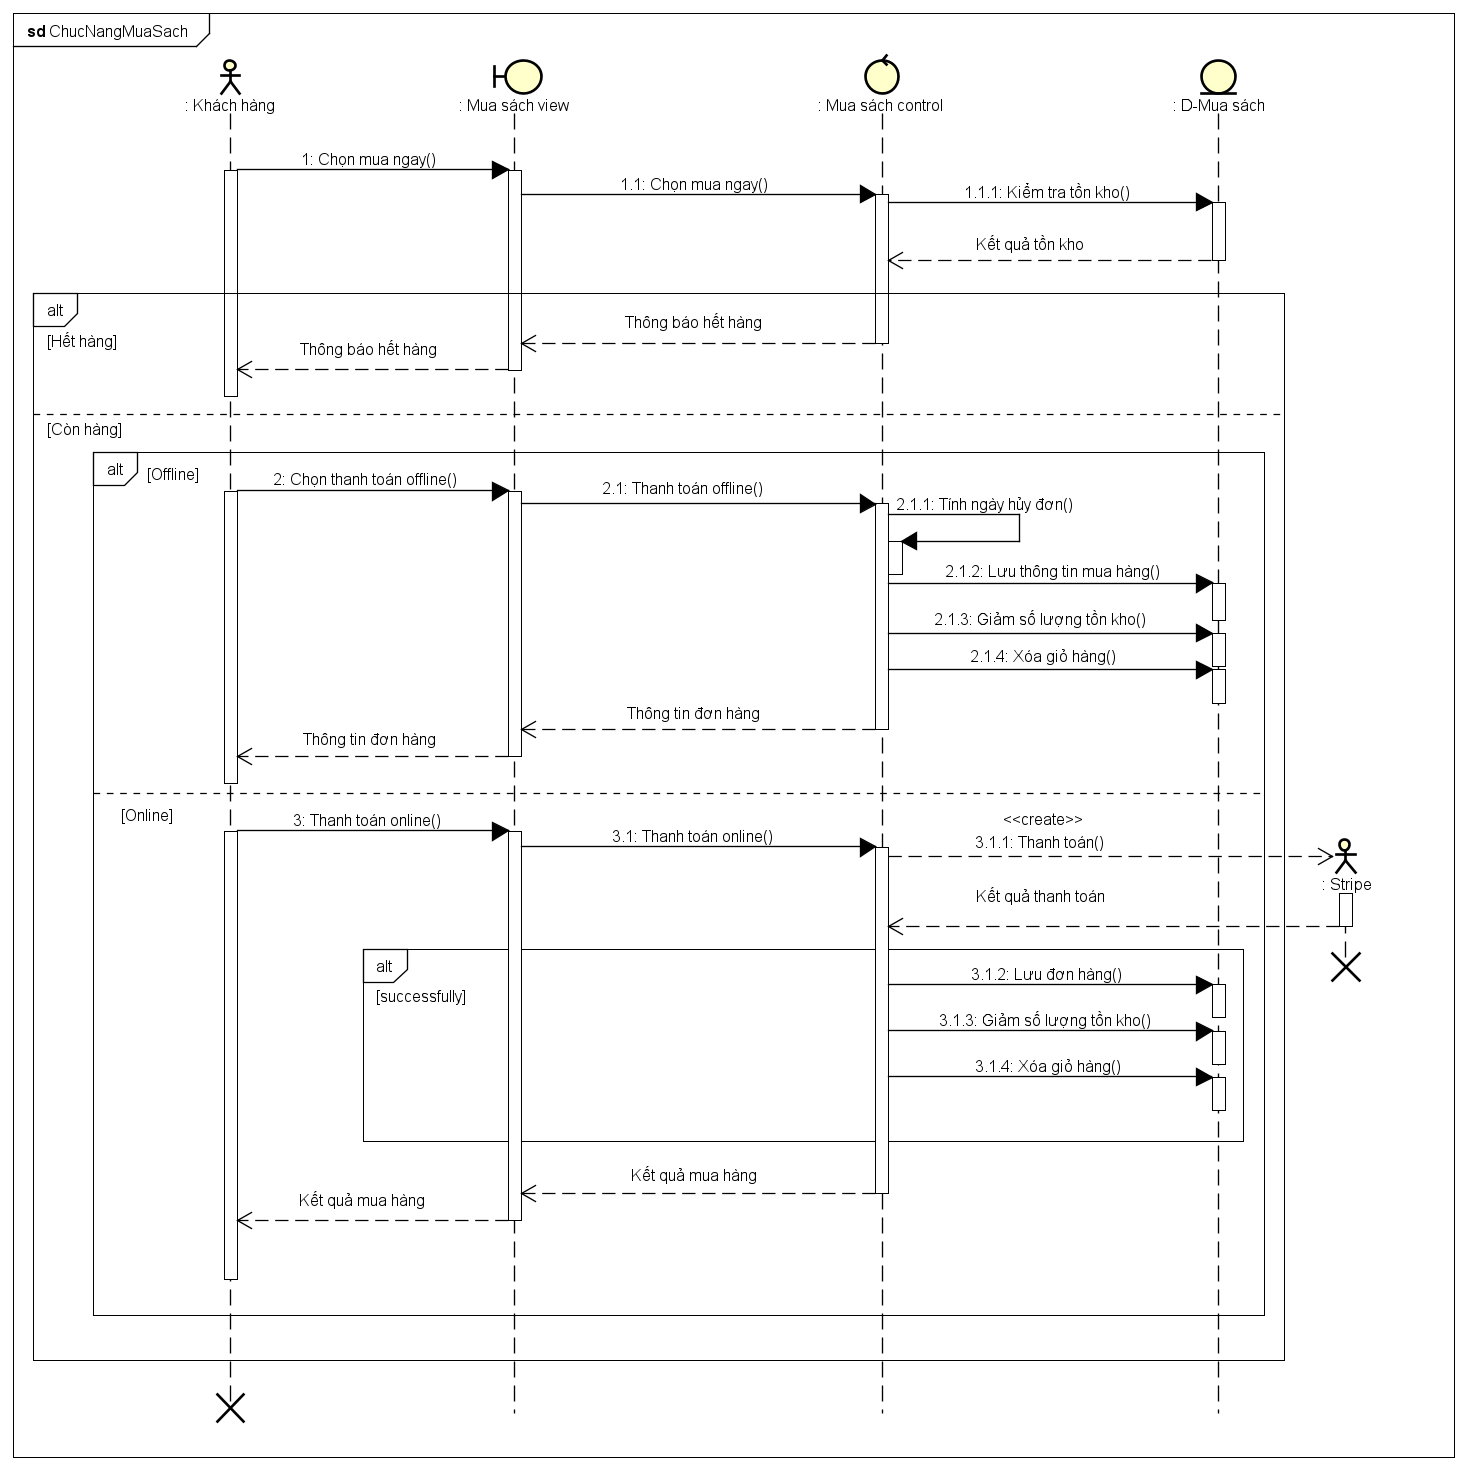 sd ChucNangMuaSach
: Khách hàng
: Mua sách view
: Mua sách control
: D-Mua sách
1: Chọn mua ngay()
1.1: Chọn mua ngay()
1.1.1: Kiểm tra tồn kho()
Kết quả tồn kho
alt
[Hết hàng]
Thông báo hết hàng
Thông báo hết hàng
[Còn hàng]
alt
[Offline]
2: Chọn thanh toán offline()
2.1: Thanh toán offline()
2.1.1: Tính ngày hủy đơn()
2.1.2: Lưu thông tin mua hàng()
2.1.3: Giảm số lượng tồn kho()
2.1.4: Xóa giỏ hàng()
Thông tin đơn hàng
Thông tin đơn hàng
[Online]
3: Thanh toán online()
3.1: Thanh toán online()
<<create>>
3.1.1: Thanh toán()
: Stripe
Kết quả thanh toán
alt
[successfully]
3.1.2: Lưu đơn hàng()
3.1.3: Giảm số lượng tồn kho()
3.1.4: Xóa giỏ hàng()
Kết quả mua hàng
Kết quả mua hàng